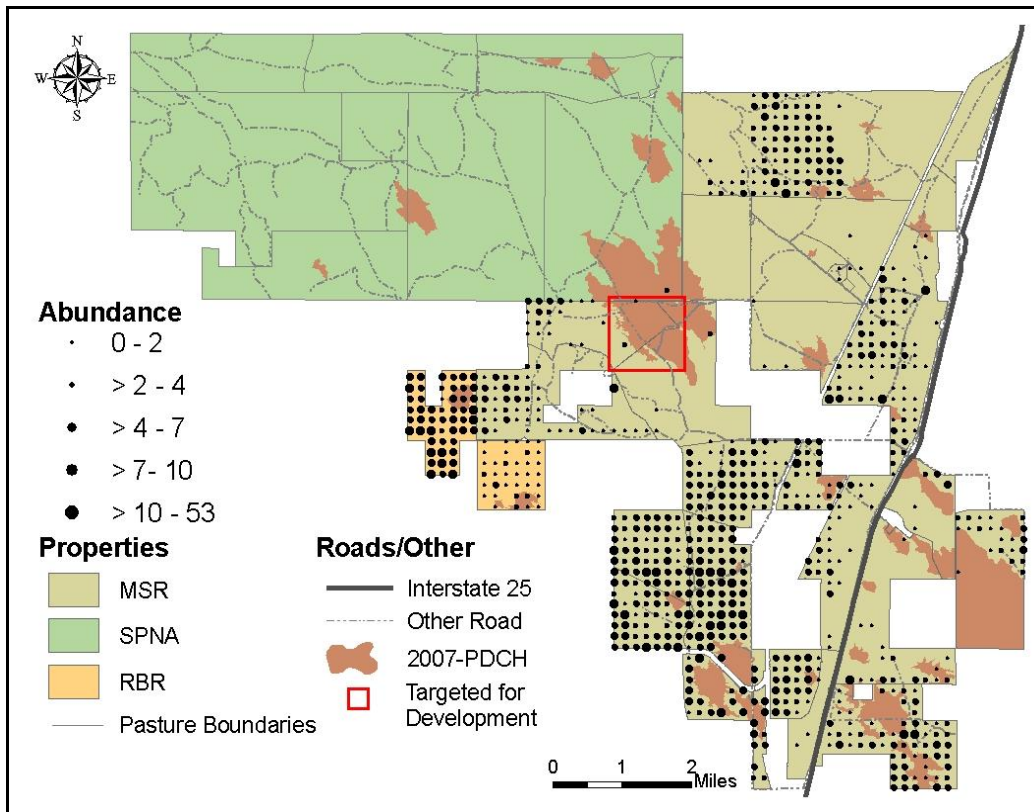 N
W E
S
Abundance
0 - 2
> 2 - 4
> 4 - 7
> 7- 10
> 10 - 53
Properties
MSR
SPNA
RBR
Pasture Boundaries
Roads/Other
Interstate 25
Other Road
2007-PDCH
Targeted for
Development
0 1 2
Miles